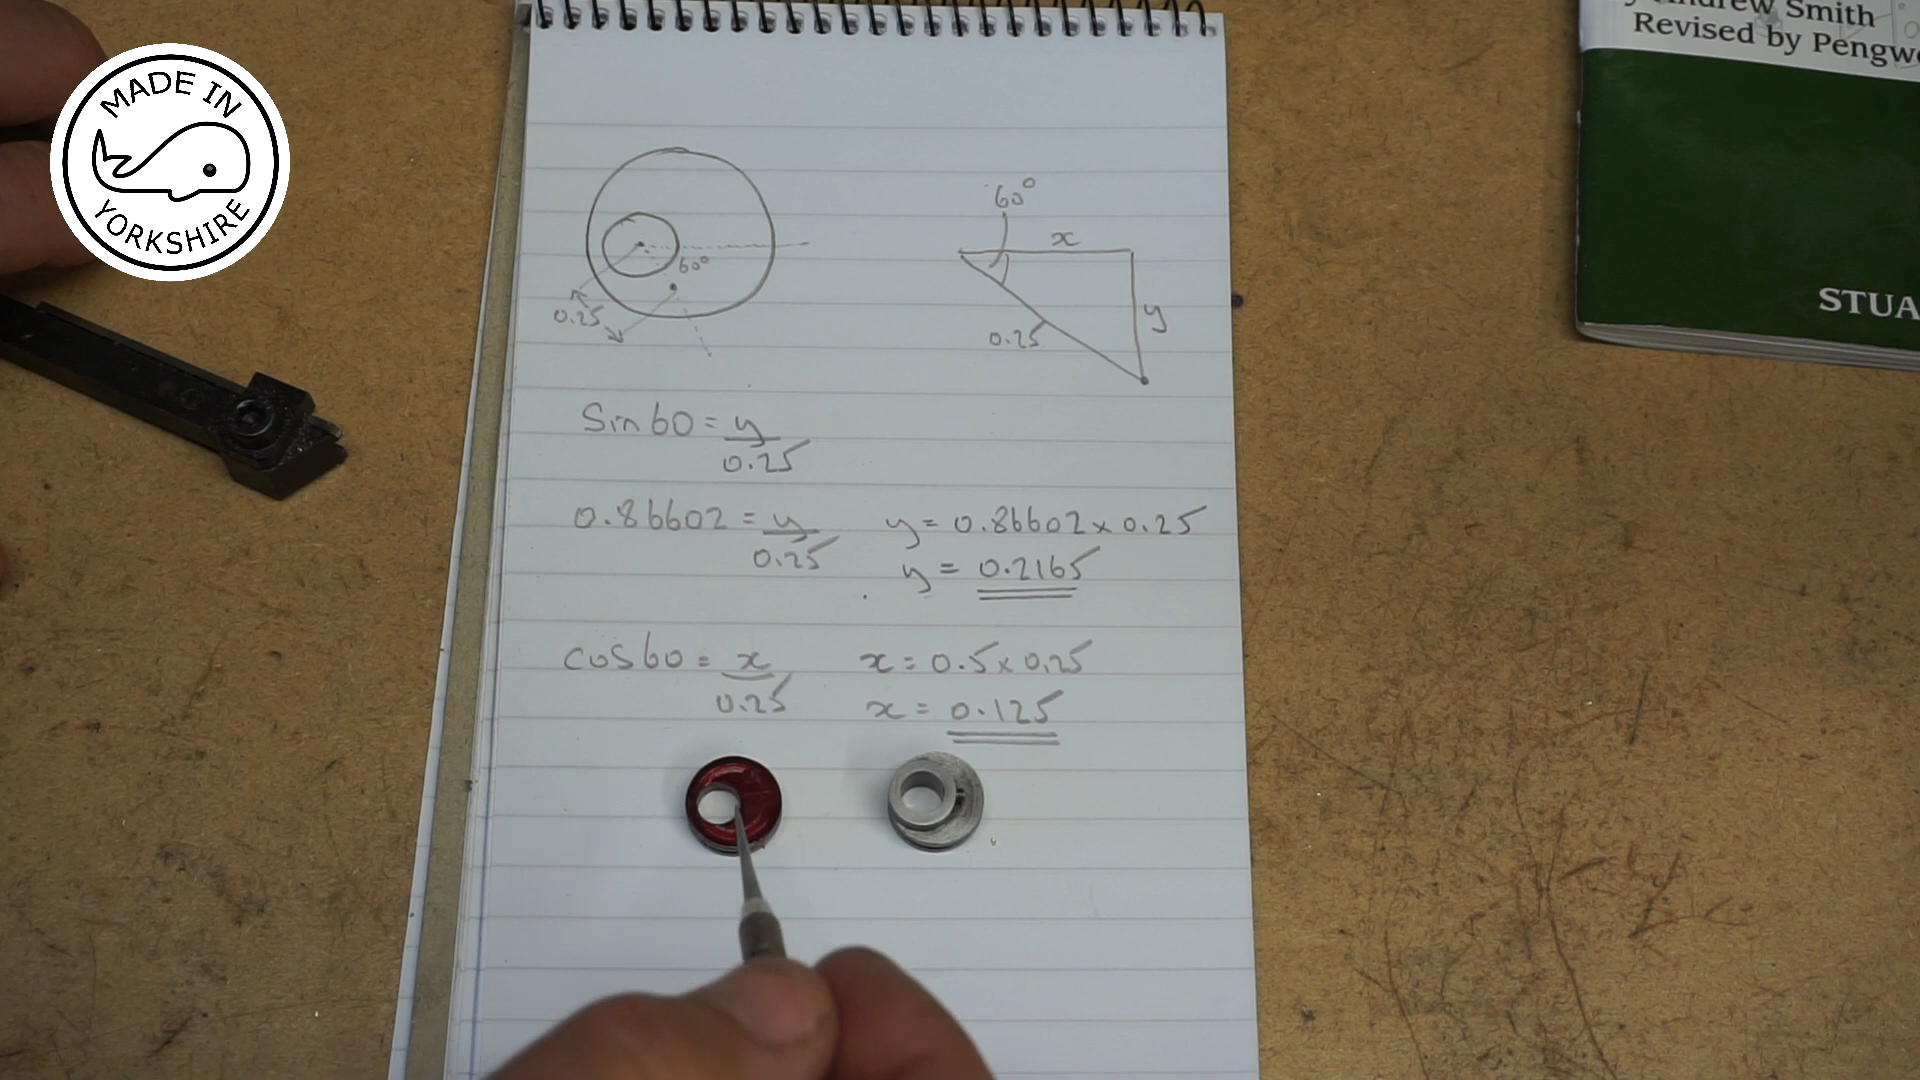 MADE IN
YORKSHIRE
Andrew Smith
Revised by
STUA
60°
0.25
60°
x
y
0.25
Sin 60 = y
0.25
0.86602 = y
0.25
y = 0.86602 x 0.25
y = 0.2165
cos 60 = x
0.25
x = 0.5 x 0.25
x = 0.125